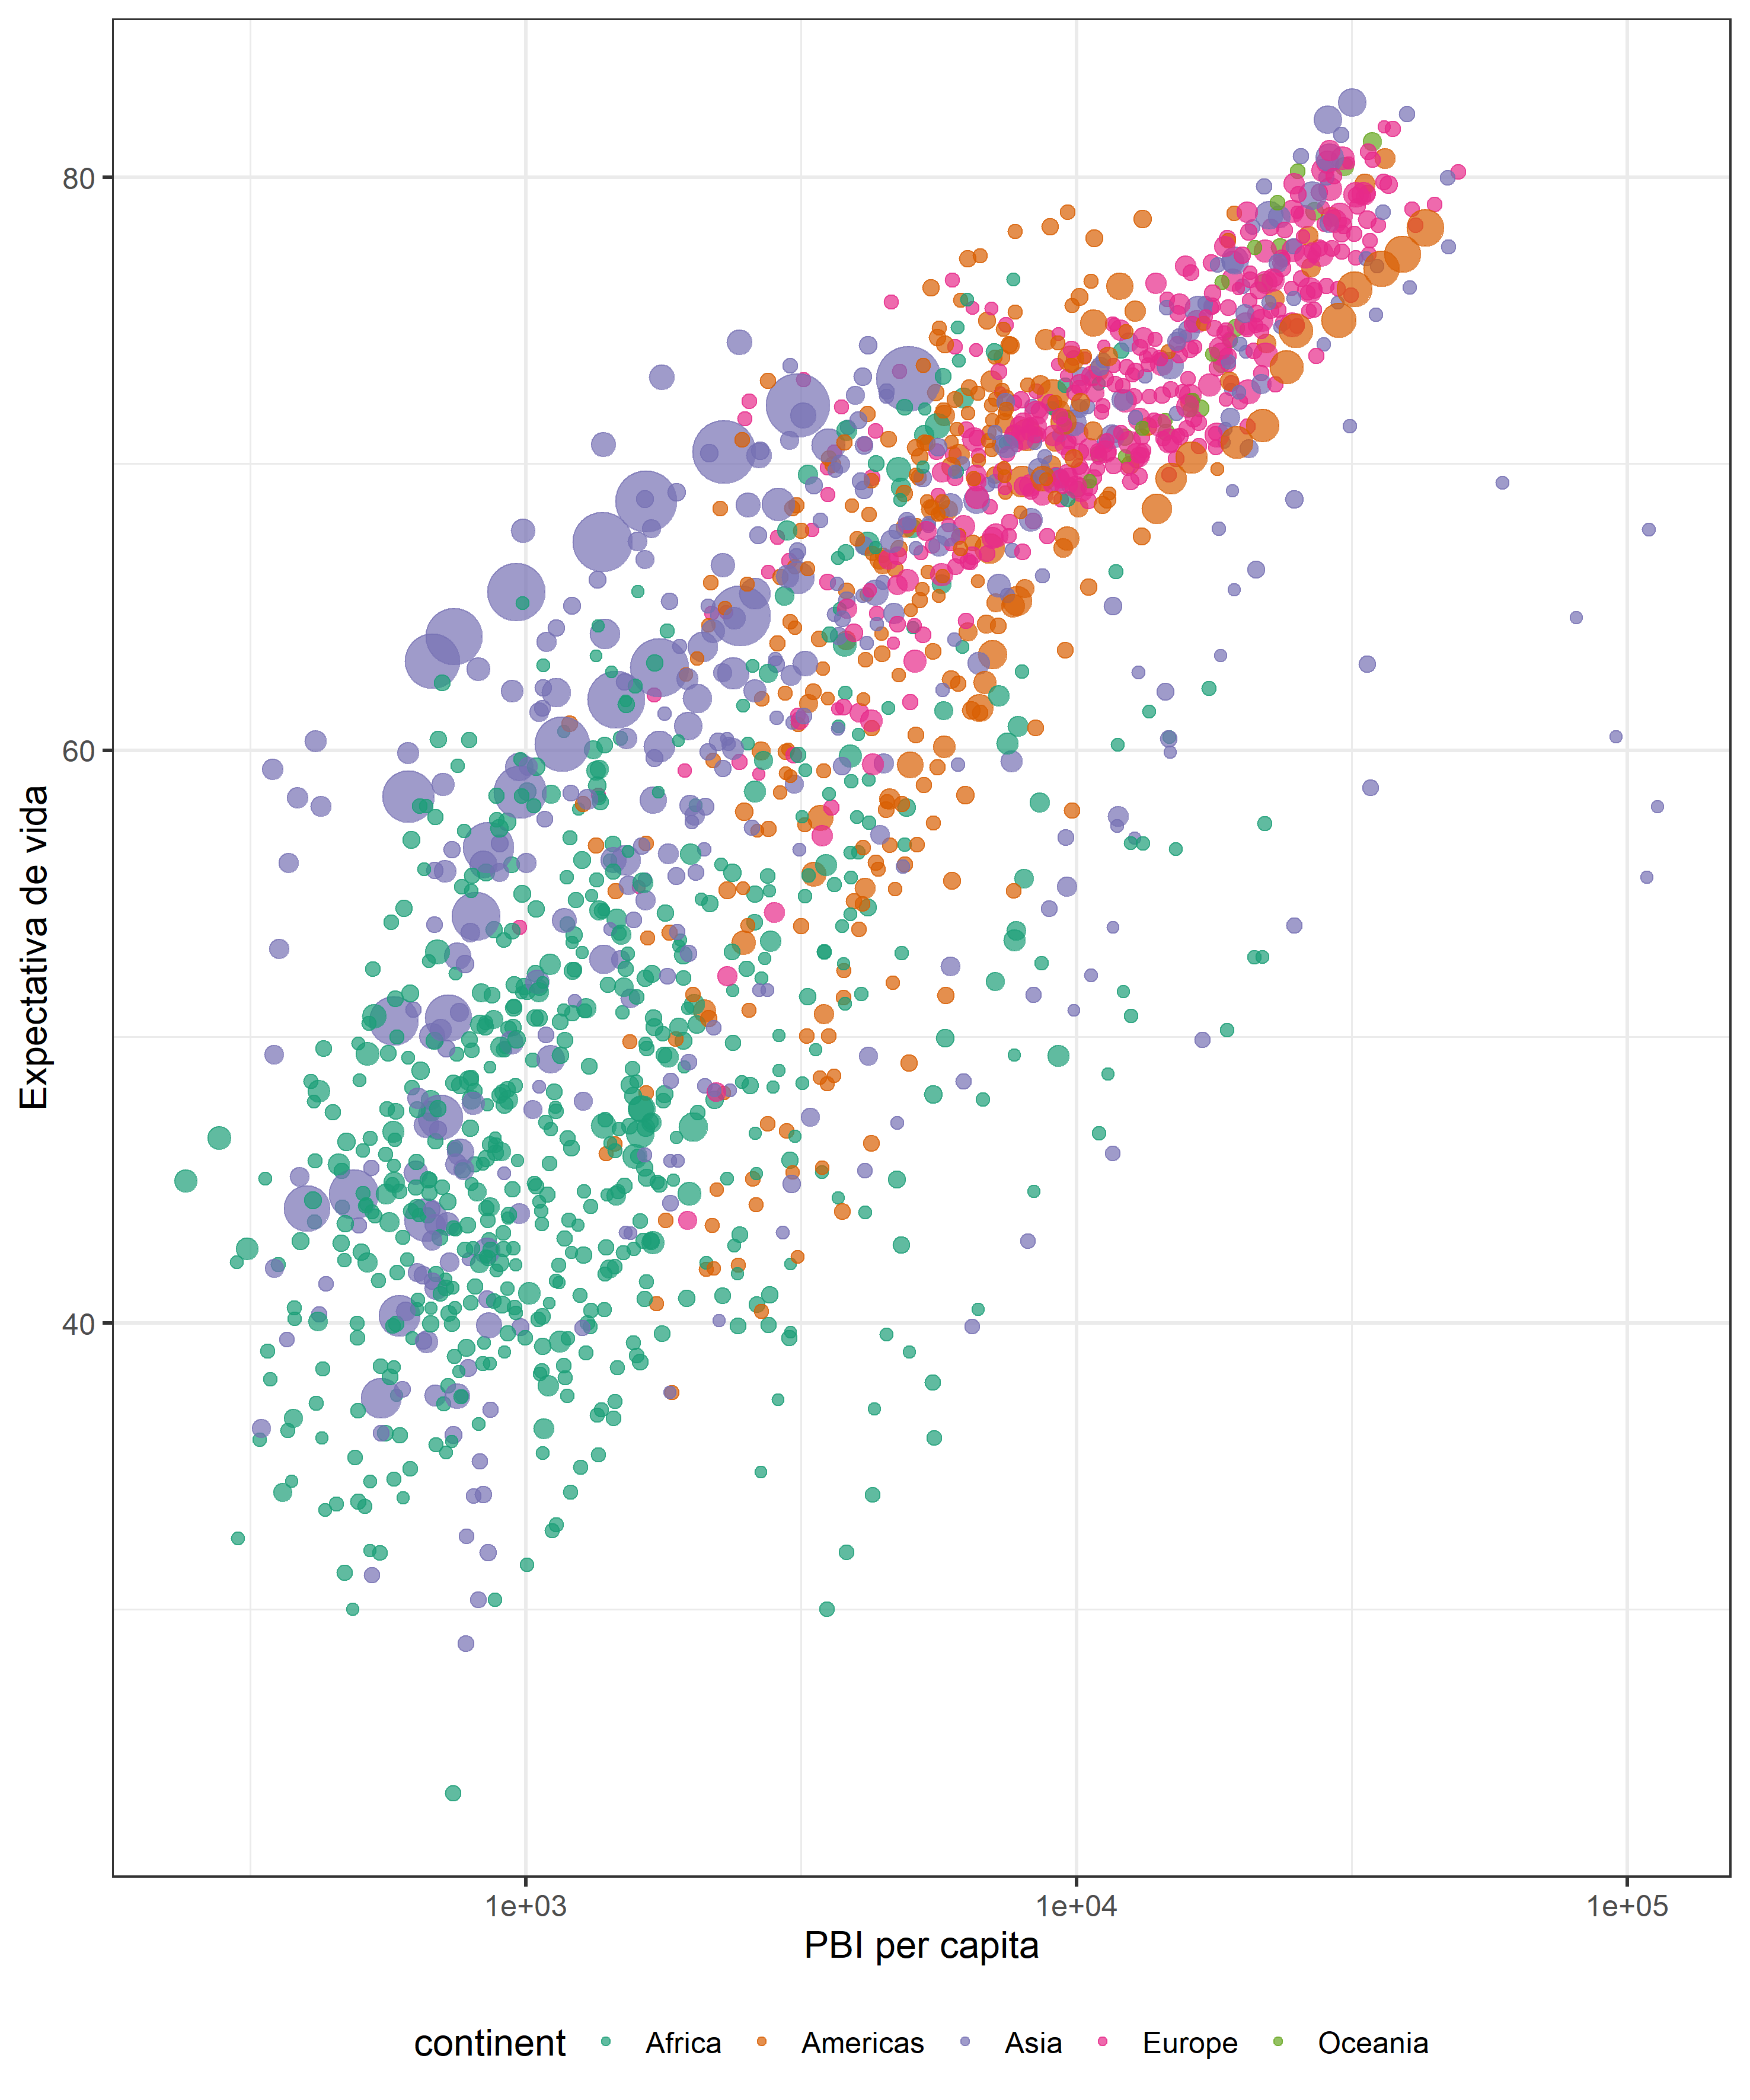 80
60
40
Expectativa de vida
1e+03 1e+04 1e+05
PBI per capita
continent Africa Americas Asia Europe Oceania